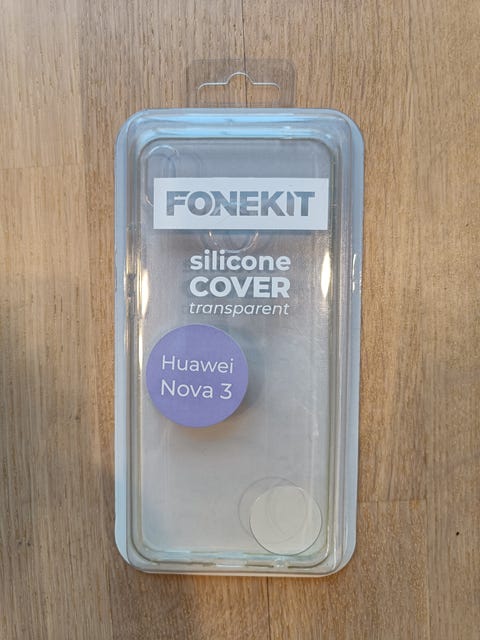 FONEKIT
silicone
COVER
transparent
Huawei
Nova 3